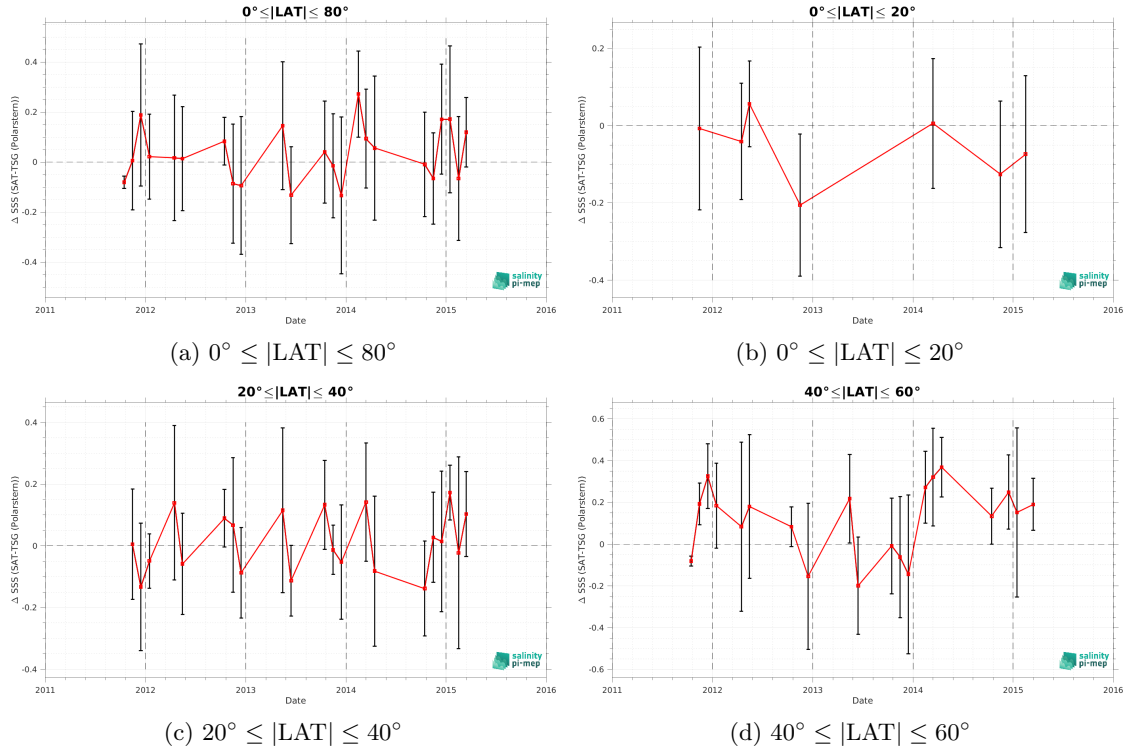 0°≤|LAT|≤ 80°
Δ SSS (SAT-TSG (Polarstern))
0.4
0.2
0
-0.2
-0.4
2011 2012 2013 2014 2015 2016
Date
salinity
pi-mep
(a) 0° ≤ |LAT| ≤ 80°
0°≤|LAT|≤ 20°
Δ SSS (SAT-TSG (Polarstern))
0.2
0
-0.2
-0.4
2011 2012 2013 2014 2015 2016
Date
salinity
pi-mep
(b) 0° ≤ |LAT| ≤ 20°
20°≤|LAT|≤ 40°
Δ SSS (SAT-TSG (Polarstern))
0.4
0.2
0
-0.2
-0.4
2011 2012 2013 2014 2015 2016
Date
salinity
pi-mep
(c) 20° ≤ |LAT| ≤ 40°
40°≤|LAT|≤ 60°
Δ SSS (SAT-TSG (Polarstern))
0.6
0.4
0.2
0
-0.2
-0.4
-0.6
2011 2012 2013 2014 2015 2016
Date
salinity
pi-mep
(d) 40° ≤ |LAT| ≤ 60°